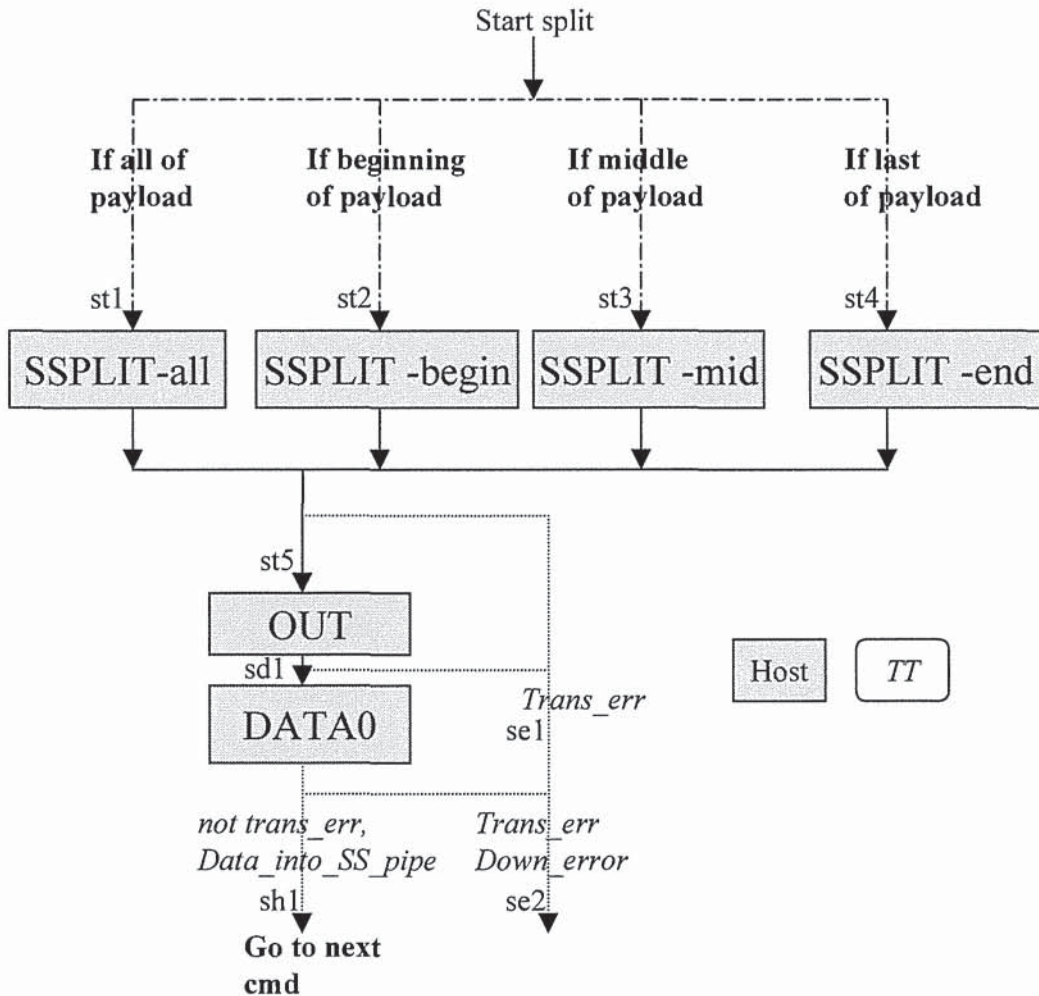 Start split
If all of
payload
If beginning
of payload
If middle
of payload
If last
of payload
st1
st2
st3
st4
SSPLIT-all
SSPLIT -begin
SSPLIT -mid
SSPLIT -end
st5
OUT
sd1
DATA0
Host
TT
Trans_err
se1
not trans_err,
Data_into_SS_pipe
sh1
Trans_err
Down_error
se2
Go to next
cmd